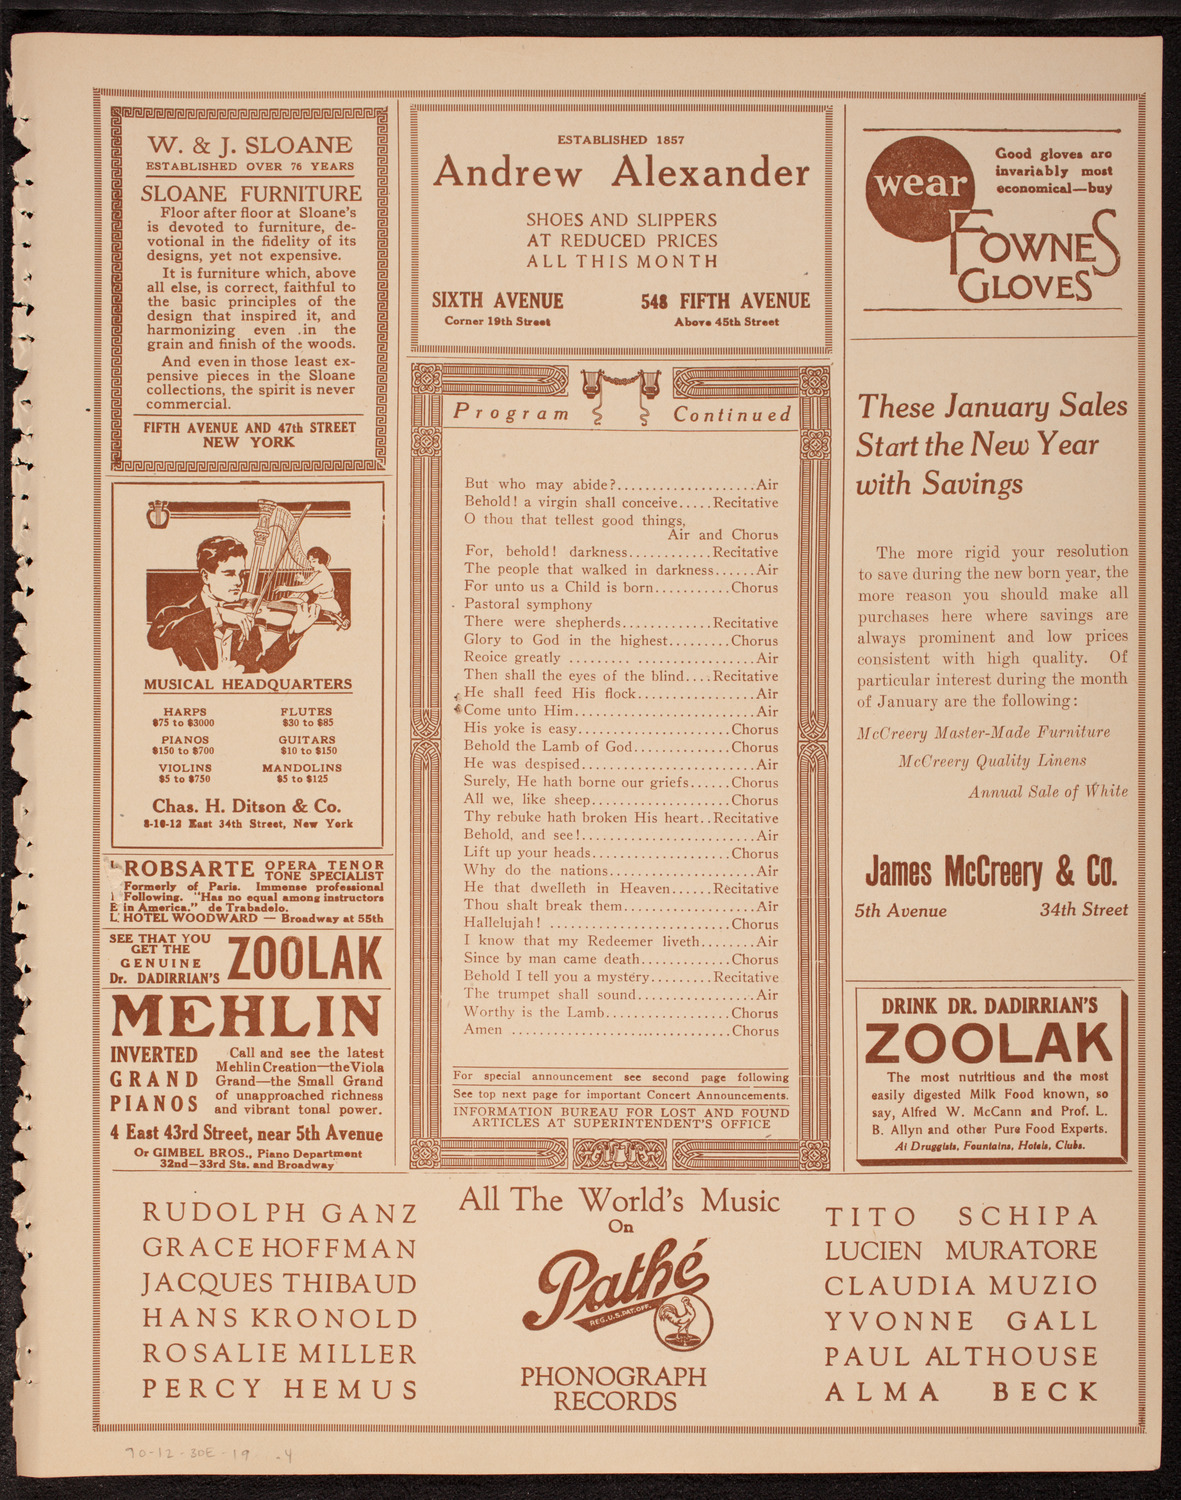 W. & J. SLOANE
ESTABLISHED OVER 76 YEARS
SLOANE FURNITURE
Floor after floor at Sloane's
is devoted to furniture, de-
votional in the fidelity of its
designs, yet not expensive.
It is furniture which, above
all else, is correct, faithful to
the basic principles of the
design that inspired it, and
harmonizing even .in the
grain and finish of the woods.
And even in those least ex-
pensive pieces in the Sloane
collections, the spirit is never
commercial.
FIFTH AVENUE AND 47th STREET
NEW YORK
MUSICAL HEADQUARTERS
HARPS
$75 to $3000
PIANOS
$150 to $700
VIOLINS
$5 to $750
FLUTES
$30 to $85
GUITARS
$10 to $150
MANDOLINS
$5 to $125
Chas. H. Ditson & Co.
8-10-12 East 34th Street, New York
L. ROBSARTE OPERA TENOR
TONE SPECIALIST
Formerly of Paris. Immense professional
Following. "Has no equal among instructors
in America." de Trabadelo.
HOTEL WOODWARD — Broadway at 55th
SEE THAT YOU
GET THE
GENUINE
Dr. DADIRRIAN'S
ZOOLAK
MEHLIN
INVERTED
GRAND
PIANOS
Call and see the latest
Mehlin Creation—the Viola
Grand—the Small Grand
of unapproached richness
and vibrant tonal power.
4 East 43rd Street, near 5th Avenue
Or GIMBEL BROS., Piano Department
32nd—33rd Sts. and Broadway
ESTABLISHED 1857
Andrew Alexander
SHOES AND SLIPPERS
AT REDUCED PRICES
ALL THIS MONTH
SIXTH AVENUE
Corner 19th Street
548 FIFTH AVENUE
Above 45th Street
Program Continued
But who may abide?...................Air
Behold! a virgin shall conceive.....Recitative
O thou that tellest good things,
Air and Chorus
For, behold! darkness............Recitative
The people that walked in darkness......Air
For unto us a Child is born...........Chorus
Pastoral symphony
There were shepherds.............Recitative
Glory to God in the highest.........Chorus
Reoice greatly ..........................Air
Then shall the eyes of the blind....Recitative
He shall feed His flock.................Air
Come unto Him..........................Air
His yoke is easy......................Chorus
Behold the Lamb of God.............Chorus
He was despised.........................Air
Surely, He hath borne our griefs......Chorus
All we, like sheep....................Chorus
Thy rebuke hath broken His heart..Recitative
Behold, and see!.........................Air
Lift up your heads....................Chorus
Why do the nations......................Air
He that dwelleth in Heaven......Recitative
Thou shalt break them...................Air
Hallelujah! ..........................Chorus
I know that my Redeemer liveth........Air
Since by man came death.............Chorus
Behold I tell you a mystery.........Recitative
The trumpet shall sound.................Air
Worthy is the Lamb..................Chorus
Amen ................................Chorus
For special announcement see second page following
See top next page for important Concert Announcements.
INFORMATION BUREAU FOR LOST AND FOUND
ARTICLES AT SUPERINTENDENT'S OFFICE
wear
Good gloves are
invariably most
economical—buy
FOWNES
GLOVES
These January Sales
Start the New Year
with Savings
The more rigid your resolution
to save during the new born year, the
more reason you should make all
purchases here where savings are
always prominent and low prices
consistent with high quality. Of
particular interest during the month
of January are the following:
McCreery Master-Made Furniture
McCreery Quality Linens
Annual Sale of White
James McCreery & Co.
5th Avenue 34th Street
DRINK DR. DADIRRIAN'S
ZOOLAK
The most nutritious and the most
easily digested Milk Food known, so
say, Alfred W. McCann and Prof. L.
B. Allyn and other Pure Food Experts.
At Druggists, Fountains, Hotels, Clubs.
RUDOLPH GANZ
GRACE HOFFMAN
JACQUES THIBAUD
HANS KRONOLD
ROSALIE MILLER
PERCY HEMUS
All The World's Music
On
Pathé
REG. U.S. PAT. OFF.
PHONOGRAPH
RECORDS
TITO SCHIPA
LUCIEN MURATORE
CLAUDIA MUZIO
YVONNE GALL
PAUL ALTHOUSE
ALMA BECK
90-12-30E-19